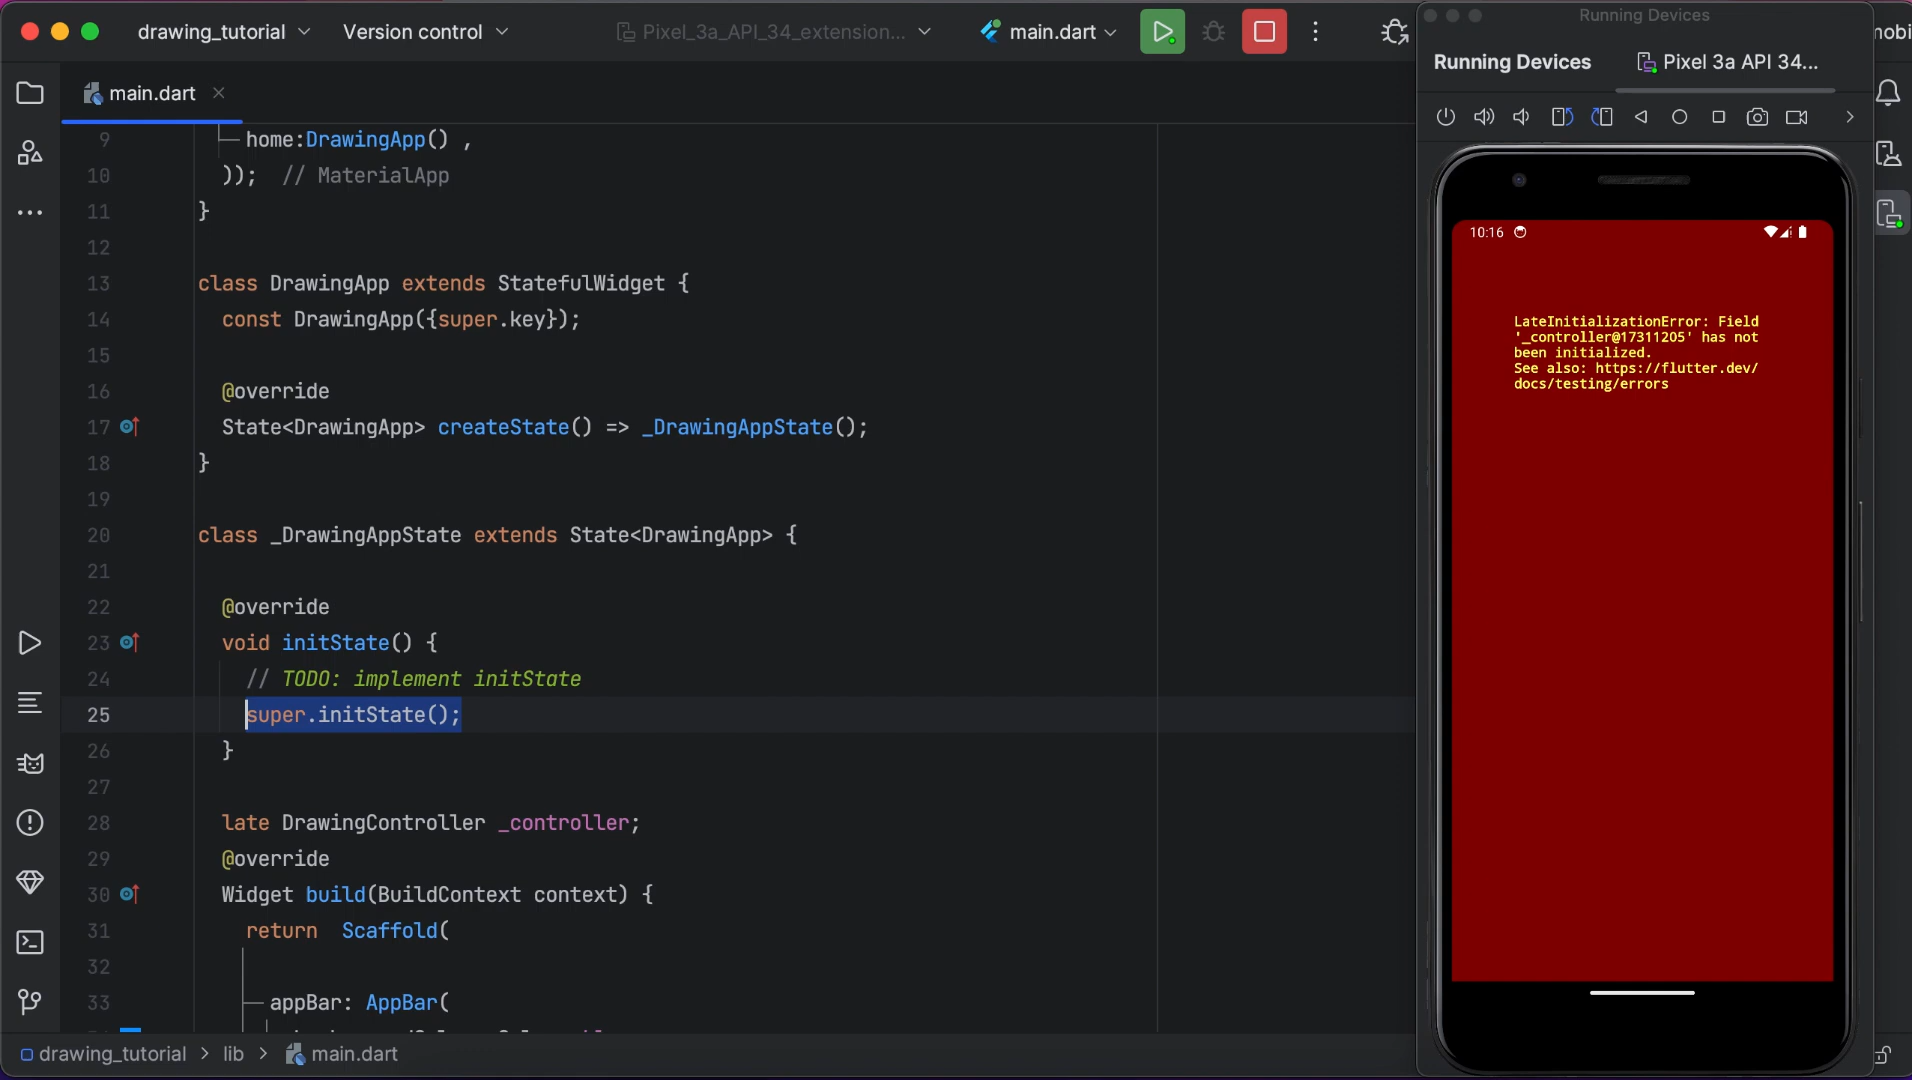 drawing_tutorial
Version control
Pixel_3a_API_34_extension...
main.dart
main.dart
9 home:DrawingApp() ,
10 )); // MaterialApp
11 }
12
13 class DrawingApp extends StatefulWidget {
14 const DrawingApp({super.key});
15
16 @override
17 State<DrawingApp> createState() => _DrawingAppState();
18 }
19
20 class _DrawingAppState extends State<DrawingApp> {
21
22 @override
23 void initState() {
24 // TODO: implement initState
25 super.initState();
26 }
27
28 late DrawingController _controller;
29 @override
30 Widget build(BuildContext context) {
31 return Scaffold(
32
33 appBar: AppBar(
drawing_tutorial > lib > main.dart
Running Devices
Running Devices
Pixel 3a API 34...
10:16
LateInitializationError: Field
'_controller@17311205' has not
been initialized.
See also: https://flutter.dev/
docs/testing/errors